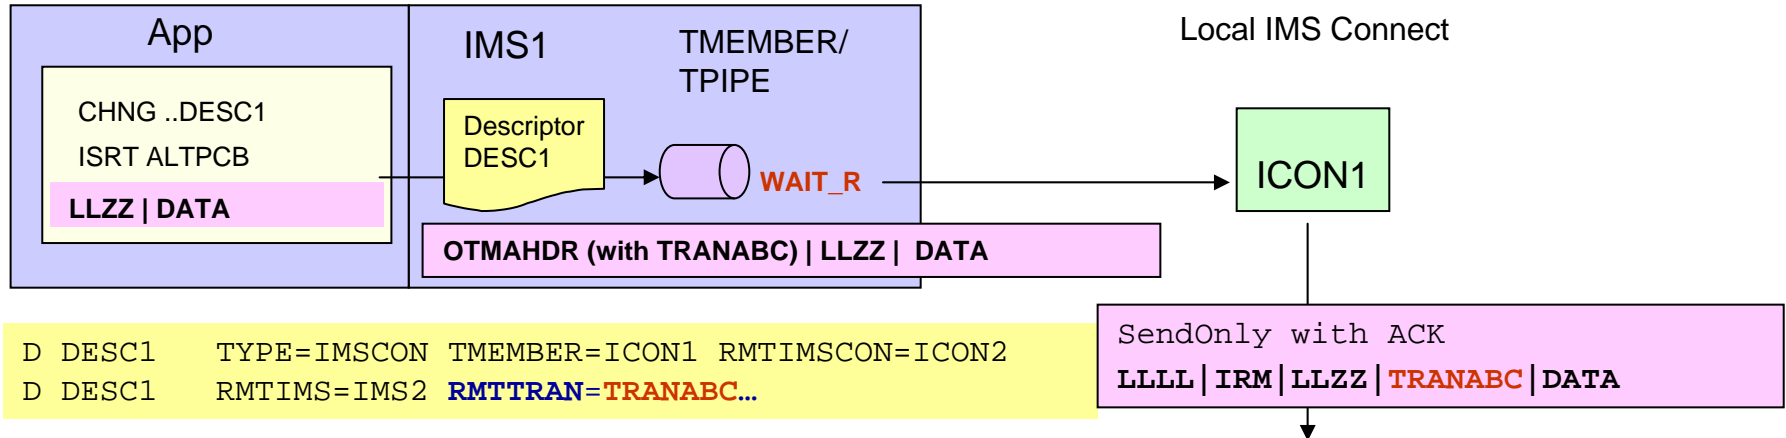 App
CHNG ..DESC1
ISRT ALTPCB
LLZZ | DATA
IMS1
TMEMBER/
TPIPE
Descriptor
DESC1
WAIT_R
OTMAHDR (with TRANABC) | LLZZ | DATA
Local IMS Connect
ICON1
D DESC1 TYPE=IMSCON TMEMBER=ICON1 RMTIMSCON=ICON2
D DESC1 RMTIMS=IMS2 RMTTRAN=TRANABC…
SendOnly with ACK
LLLL|IRM|LLZZ|TRANABC|DATA